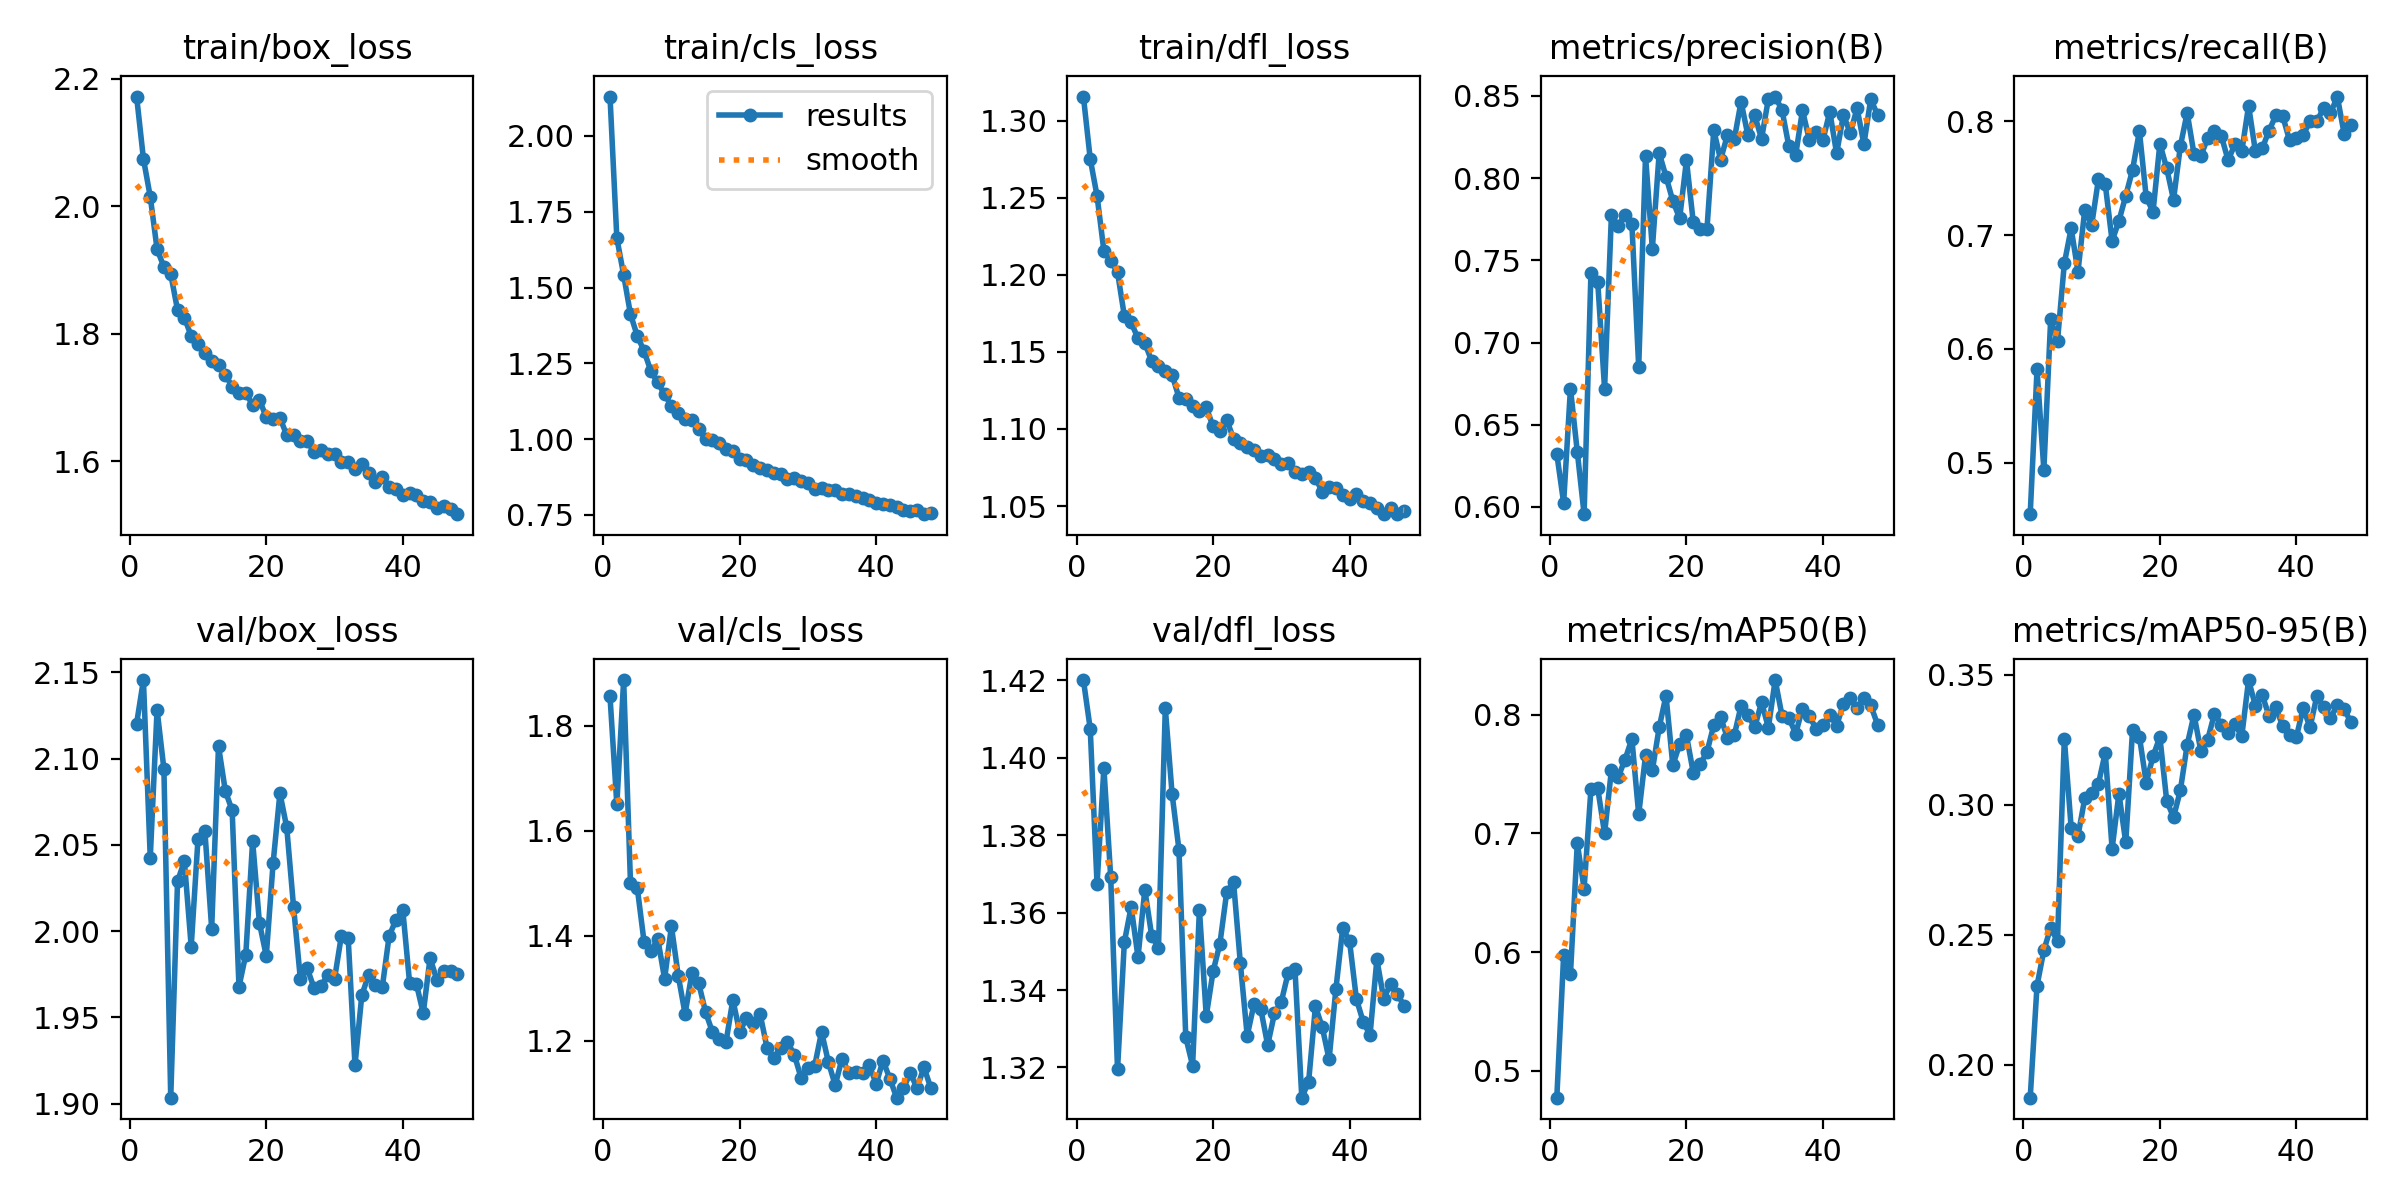 train/box_loss
2.2
2.0
1.8
1.6
0 20 40
train/cls_loss
results
smooth
2.00
1.75
1.50
1.25
1.00
0.75
0 20 40
train/dfl_loss
1.30
1.25
1.20
1.15
1.10
1.05
0 20 40
metrics/precision(B)
0.85
0.80
0.75
0.70
0.65
0.60
0 20 40
metrics/recall(B)
0.8
0.7
0.6
0.5
0 20 40
val/box_loss
2.15
2.10
2.05
2.00
1.95
1.90
0 20 40
val/cls_loss
1.8
1.6
1.4
1.2
0 20 40
val/dfl_loss
1.42
1.40
1.38
1.36
1.34
1.32
0 20 40
metrics/mAP50(B)
0.8
0.7
0.6
0.5
0 20 40
metrics/mAP50-95(B)
0.35
0.30
0.25
0.20
0 20 40